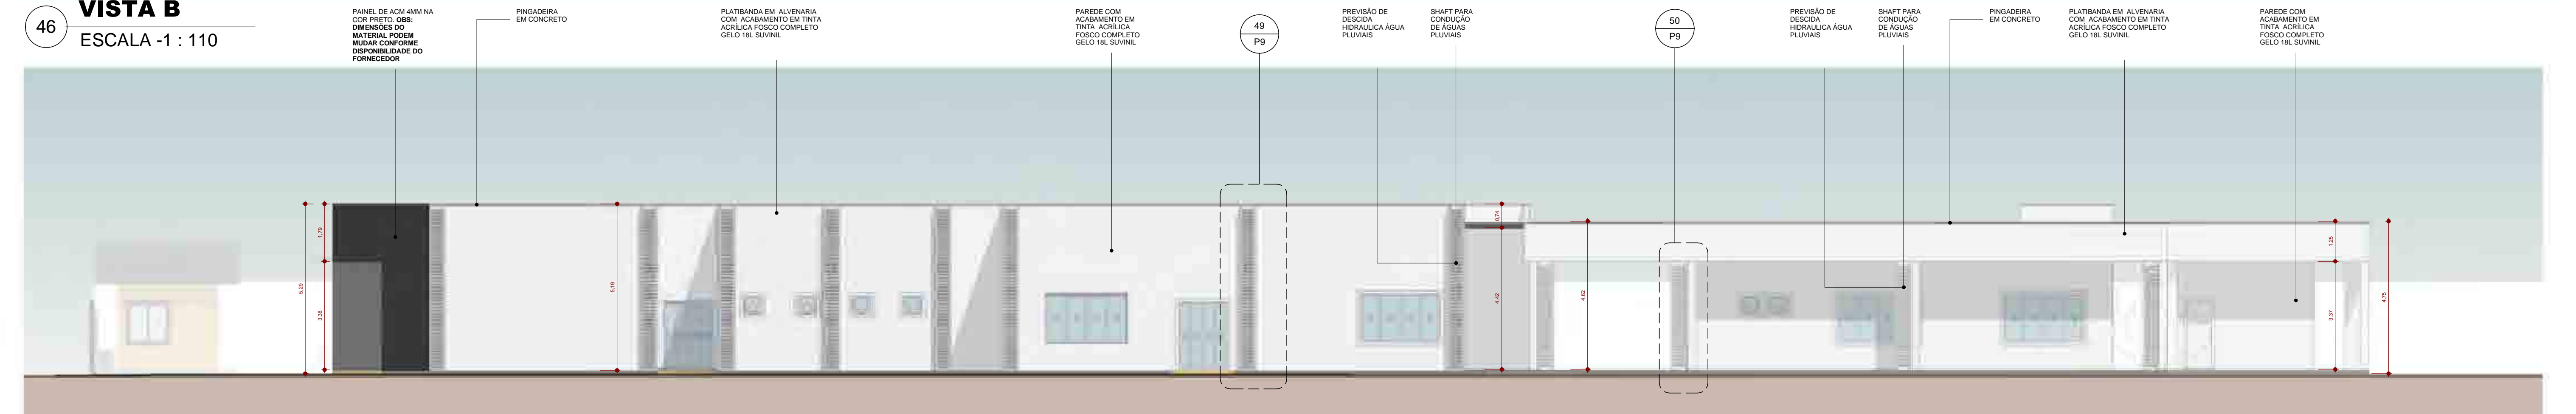 VISTA B
46
ESCALA -1 : 110
PAINEL DE ACM 4MM NA
COR PRETO. OBS:
DIMENSÕES DO
MATERIAL PODEM
MUDAR CONFORME
DISPONIBILIDADE DO
FORNECEDOR
PINGADEIRA
EM CONCRETO
PLATIBANDA EM ALVENARIA
COM ACABAMENTO EM TINTA
ACRÍLICA FOSCO COMPLETO
GELO 18L SUVINIL
PAREDE COM
ACABAMENTO EM
TINTA ACRÍLICA
FOSCO COMPLETO
GELO 18L SUVINIL
49
P9
PREVISÃO DE
DESCIDA
HIDRAULICA ÁGUA
PLUVIAIS
SHAFT PARA
CONDUÇÃO
DE ÁGUAS
PLUVIAIS
50
P9
PREVISÃO DE
DESCIDA
HIDRAULICA ÁGUA
PLUVIAIS
SHAFT PARA
CONDUÇÃO
DE ÁGUAS
PLUVIAIS
PINGADEIRA
EM CONCRETO
PLATIBANDA EM ALVENARIA
COM ACABAMENTO EM TINTA
ACRÍLICA FOSCO COMPLETO
GELO 18L SUVINIL
PAREDE COM
ACABAMENTO EM
TINTA ACRÍLICA
FOSCO COMPLETO
GELO 18L SUVINIL
5,29
1,79
3,38
5,19
0,74
4,42
4,62
1,25
3,37
4,75